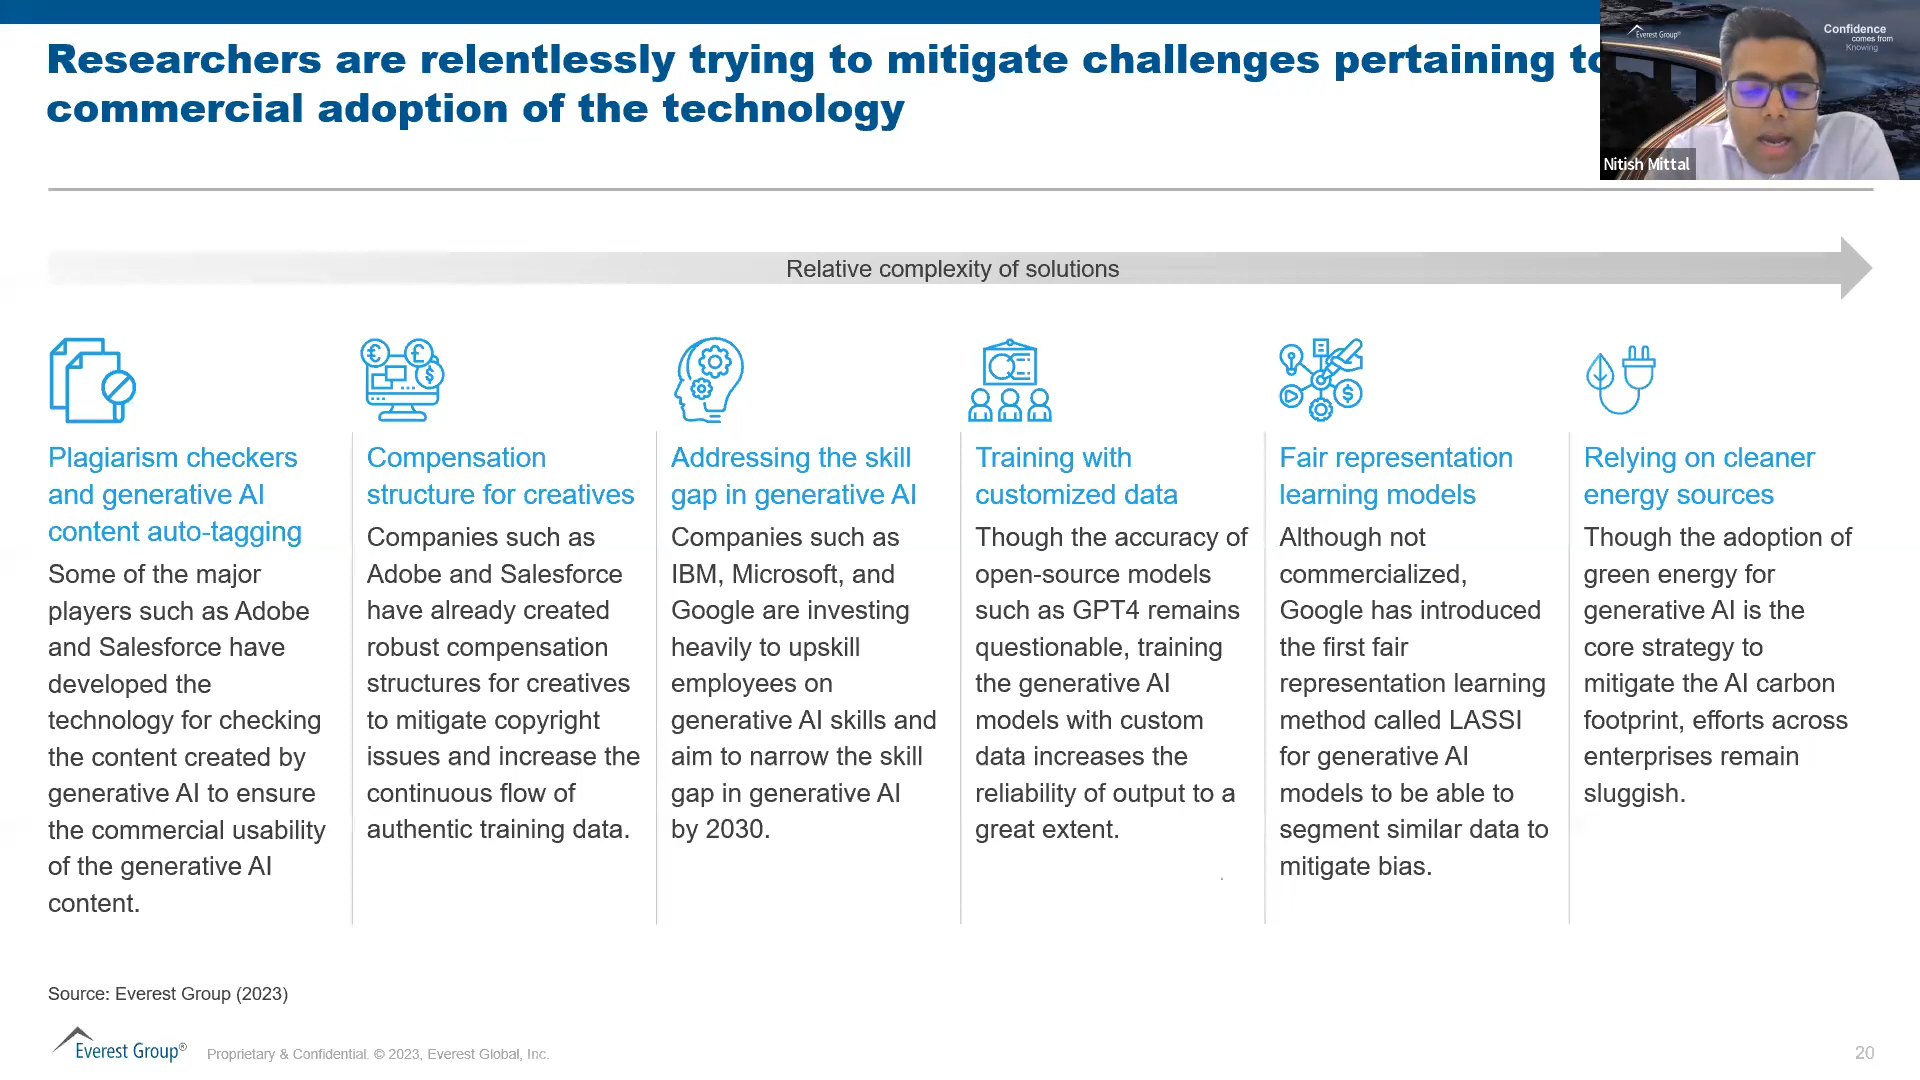 Researchers are relentlessly trying to mitigate challenges pertaining to
commercial adoption of the technology
Everest Group®
Confidence
comes from
Knowing
Nitish Mittal
Relative complexity of solutions
Plagiarism checkers
and generative AI
content auto-tagging
Some of the major
players such as Adobe
and Salesforce have
developed the
technology for checking
the content created by
generative AI to ensure
the commercial usability
of the generative AI
content.
Compensation
structure for creatives
Companies such as
Adobe and Salesforce
have already created
robust compensation
structures for creatives
to mitigate copyright
issues and increase the
continuous flow of
authentic training data.
Addressing the skill
gap in generative AI
Companies such as
IBM, Microsoft, and
Google are investing
heavily to upskill
employees on
generative AI skills and
aim to narrow the skill
gap in generative AI
by 2030.
Training with
customized data
Though the accuracy of
open-source models
such as GPT4 remains
questionable, training
the generative AI
models with custom
data increases the
reliability of output to a
great extent.
Fair representation
learning models
Although not
commercialized,
Google has introduced
the first fair
representation learning
method called LASSI
for generative AI
models to be able to
segment similar data to
mitigate bias.
Relying on cleaner
energy sources
Though the adoption of
green energy for
generative AI is the
core strategy to
mitigate the AI carbon
footprint, efforts across
enterprises remain
sluggish.
Source: Everest Group (2023)
Everest Group®
Proprietary & Confidential. © 2023, Everest Global, Inc.
20